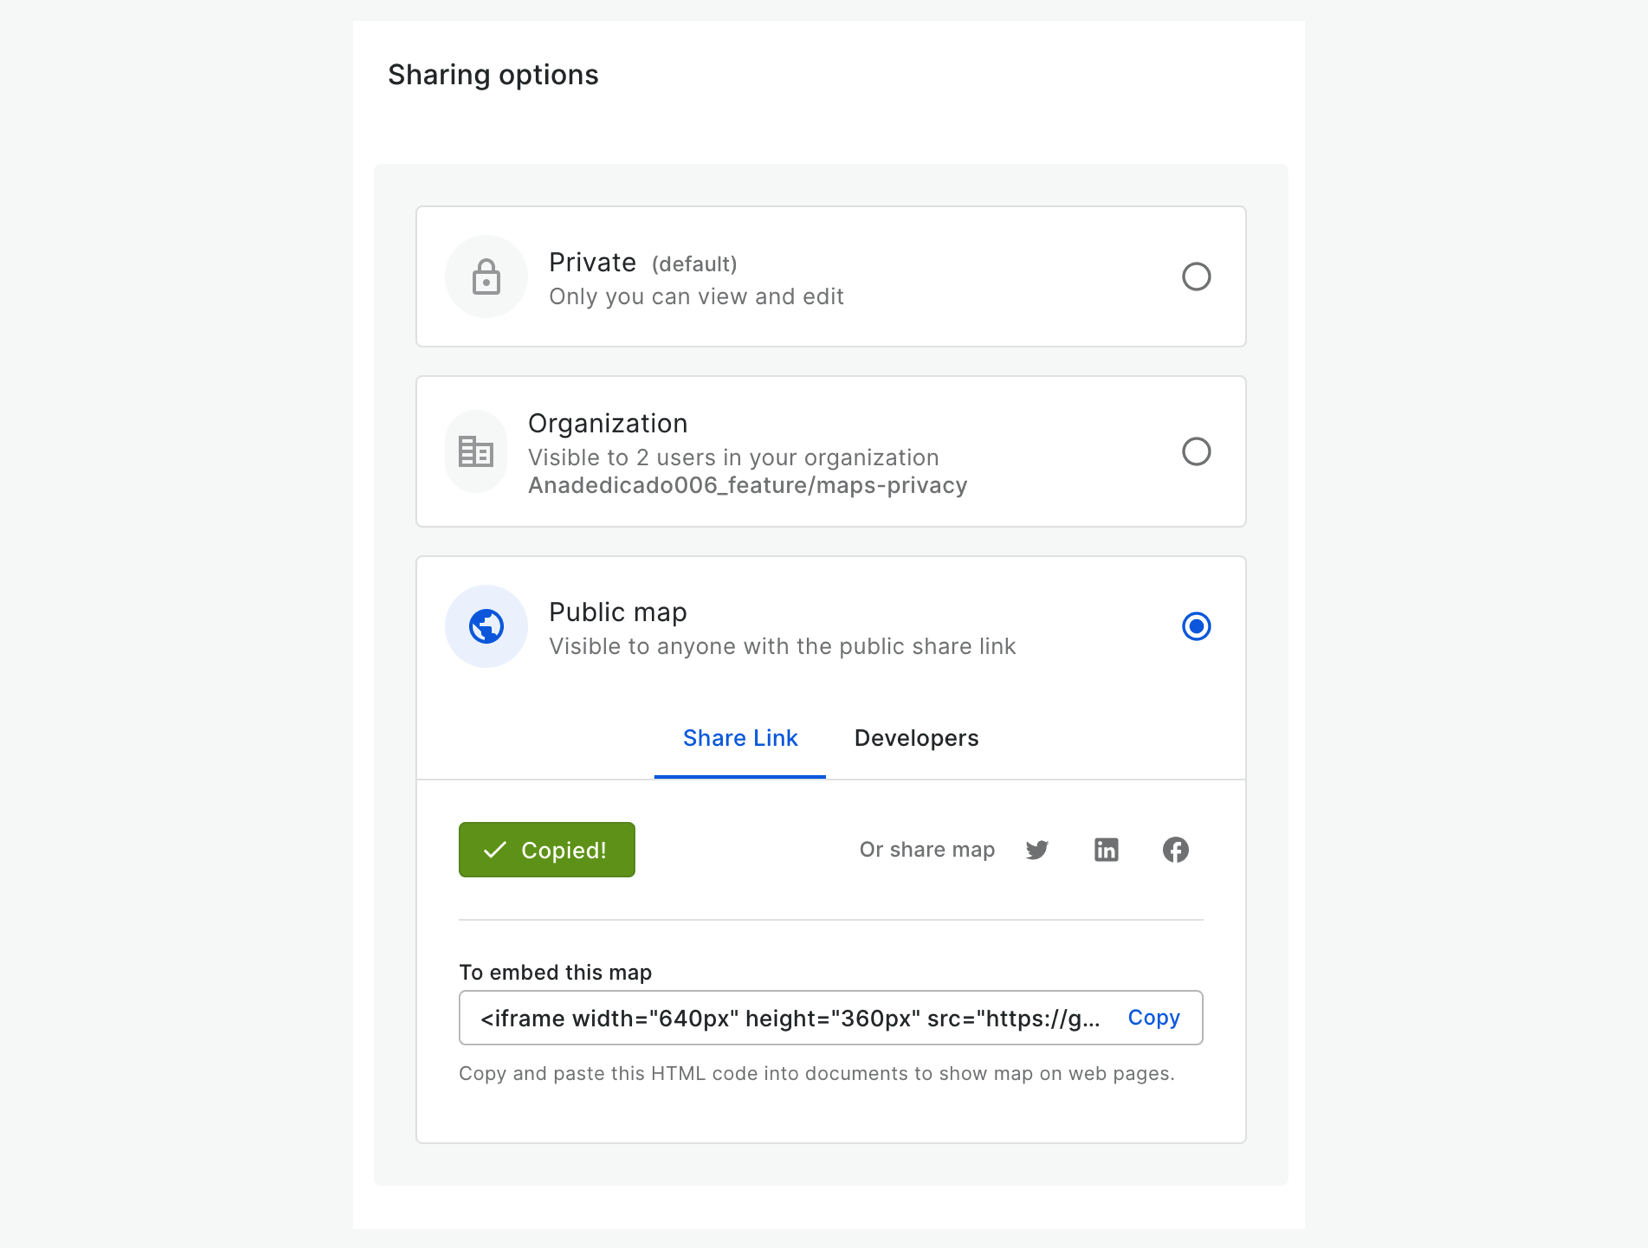 Sharing options
Private (default)
Only you can view and edit
Organization
Visible to 2 users in your organization
Anadedicado006_feature/maps-privacy
Public map
Visible to anyone with the public share link
Share Link Developers
Copied! Or share map
To embed this map
<iframe width="640px" height="360px" src="https://g... Copy
Copy and paste this HTML code into documents to show map on web pages.